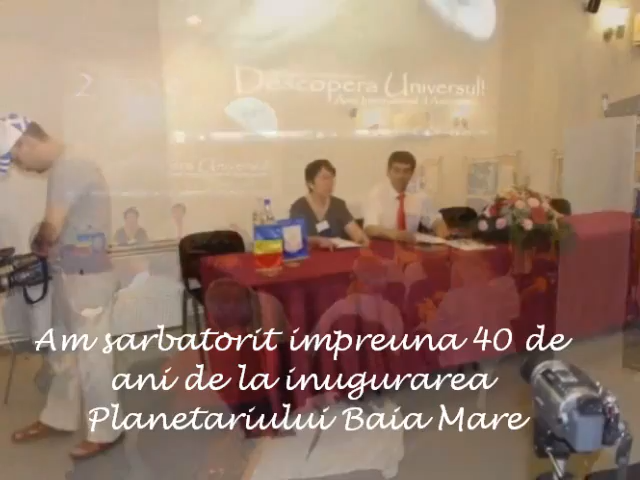 Descopera Universul!
Am sarbatorit impreuna 40 de
ani de la inugurarea
Planetariului Baia Mare